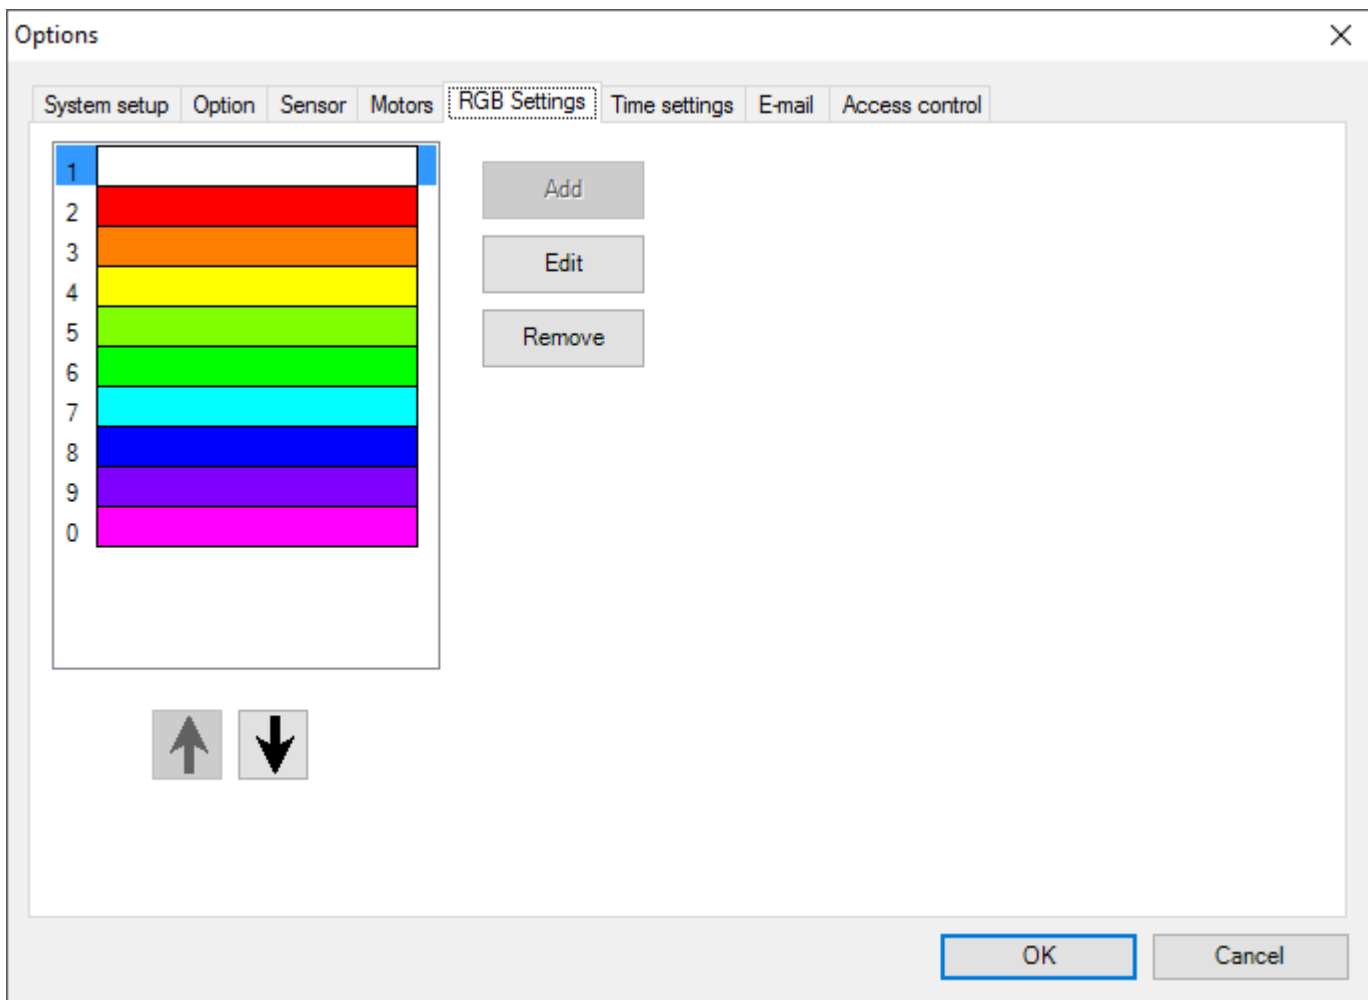 Options
System setup Option Sensor Motors RGB Settings Time settings E-mail Access control
1
2
3
4
5
6
7
8
9
0
Add
Edit
Remove
OK Cancel